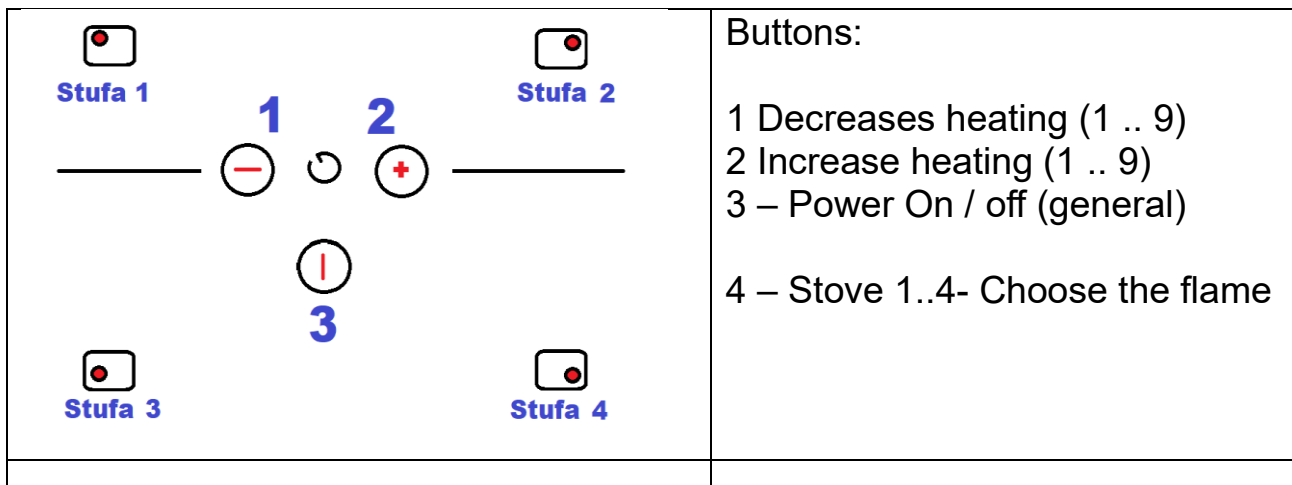 Stufa 1
Stufa 2
1
2
3
Stufa 3
Stufa 4
Buttons:
1 Decreases heating (1 .. 9)
2 Increase heating (1 .. 9)
3 – Power On / off (general)
4 – Stove 1..4- Choose the flame